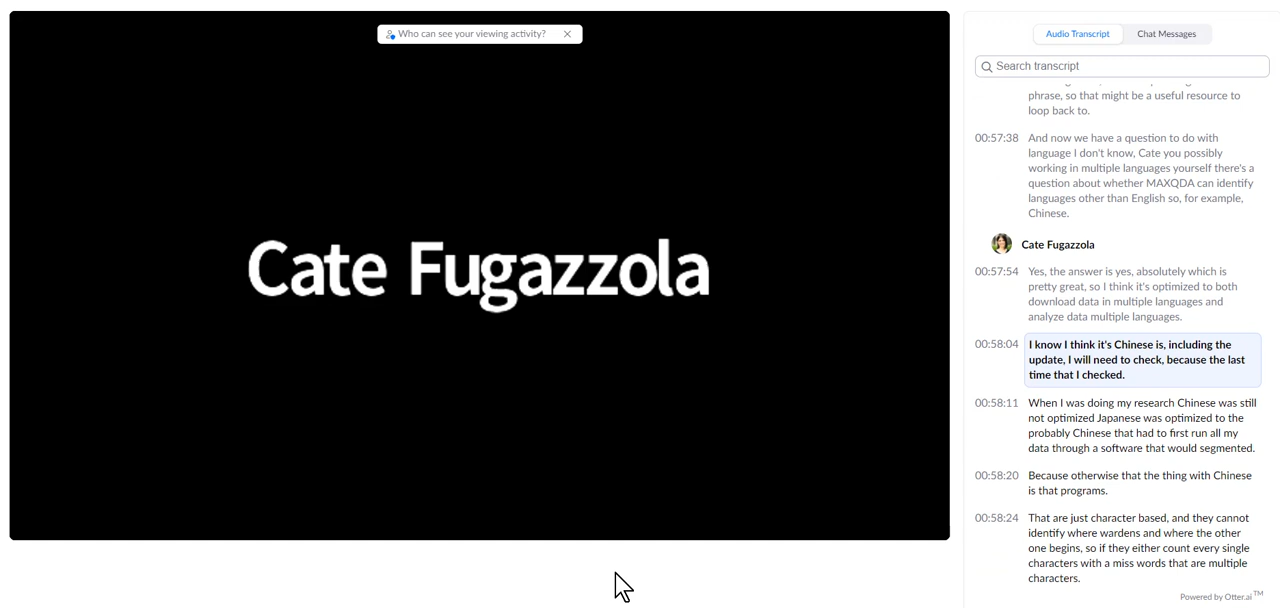 Who can see your viewing activity?
Cate Fugazzola
Audio Transcript
Chat Messages
Search transcript
phrase, so that might be a useful resource to
loop back to.
00:57:38
And now we have a question to do with
language I don't know, Cate you possibly
working in multiple languages yourself there's a
question about whether MAXQDA can identify
languages other than English so, for example,
Chinese.
Cate Fugazzola
00:57:54
Yes, the answer is yes, absolutely which is
pretty great, so I think it's optimized to both
download data in multiple languages and
analyze data multiple languages.
00:58:04
I know I think it's Chinese is, including the
update, I will need to check, because the last
time that I checked.
00:58:11
When I was doing my research Chinese was still
not optimized Japanese was optimized to the
probably Chinese that had to first run all my
data through a software that would segmented.
00:58:20
Because otherwise that the thing with Chinese
is that programs.
00:58:24
That are just character based, and they cannot
identify where wardens and where the other
one begins, so if they either count every single
characters with a miss words that are multiple
characters.
Powered by Otter.ai TM